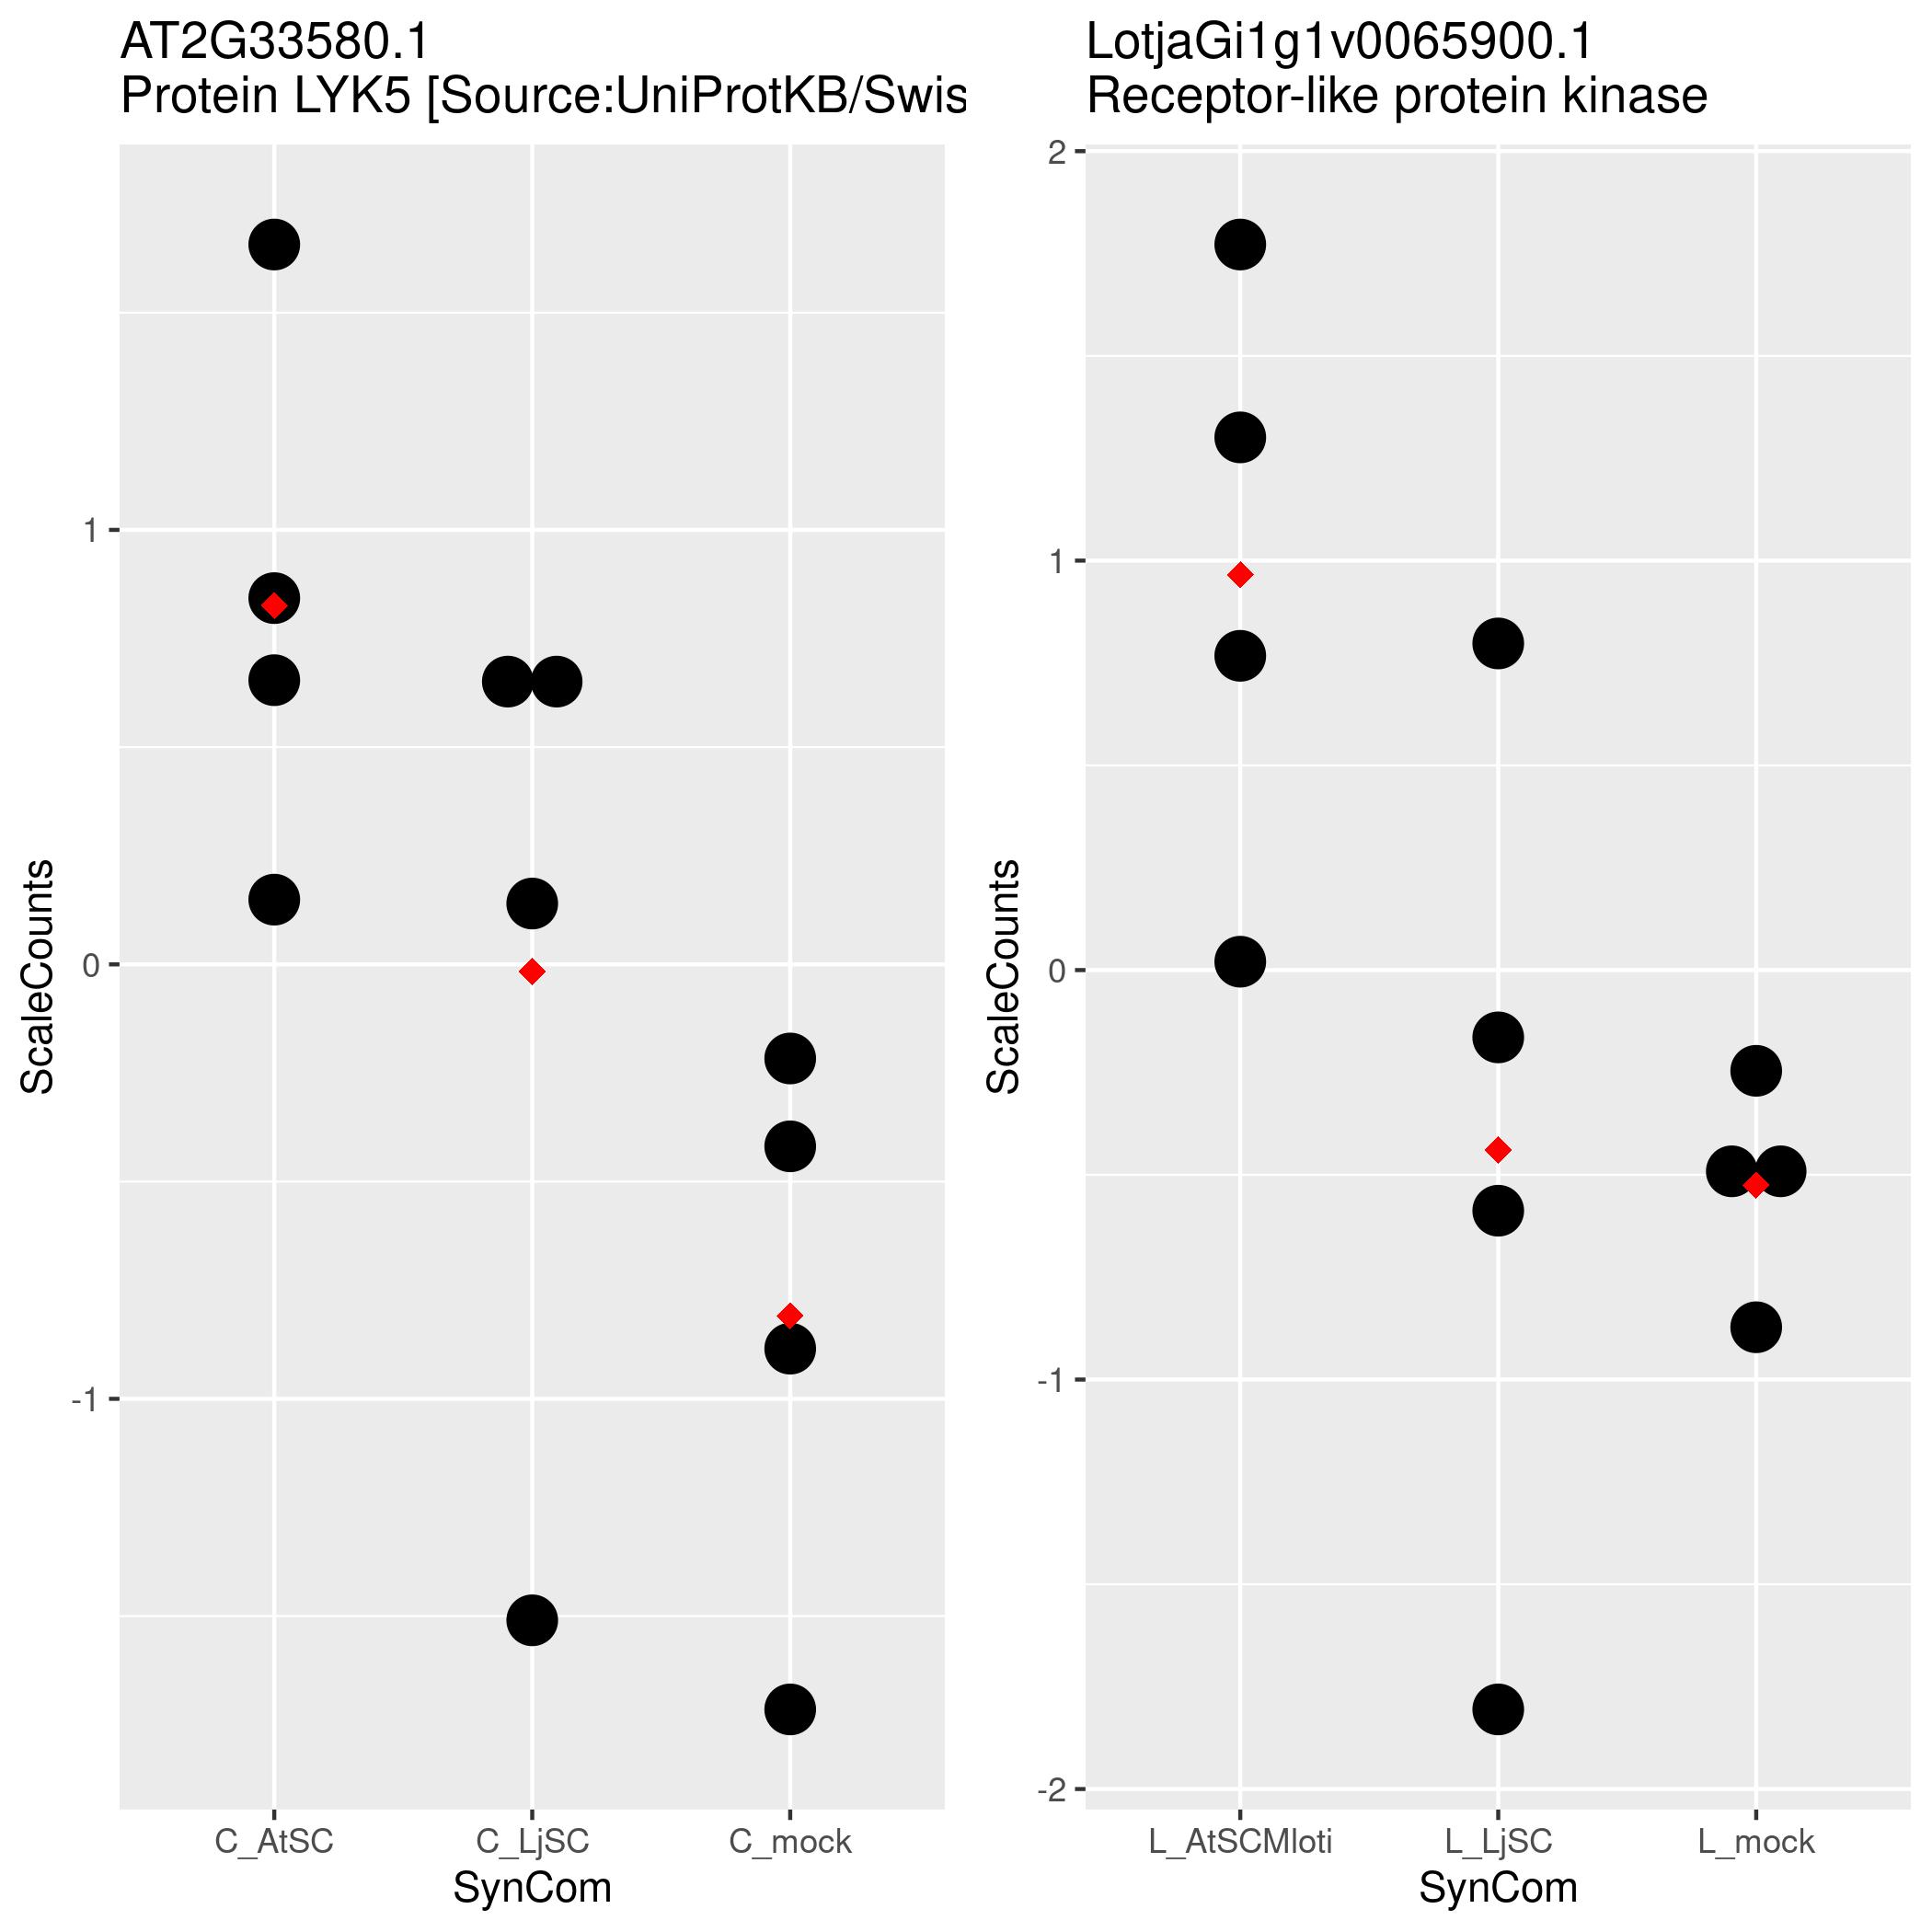 AT2G33580.1
Protein LYK5 [Source:UniProtKB/Swis
ScaleCounts
1
0
-1
C_AtSC
C_LjSC
C_mock
SynCom
LotjaGi1g1v0065900.1
Receptor-like protein kinase
ScaleCounts
2
1
0
-1
-2
L_AtSCMloti
L_LjSC
L_mock
SynCom